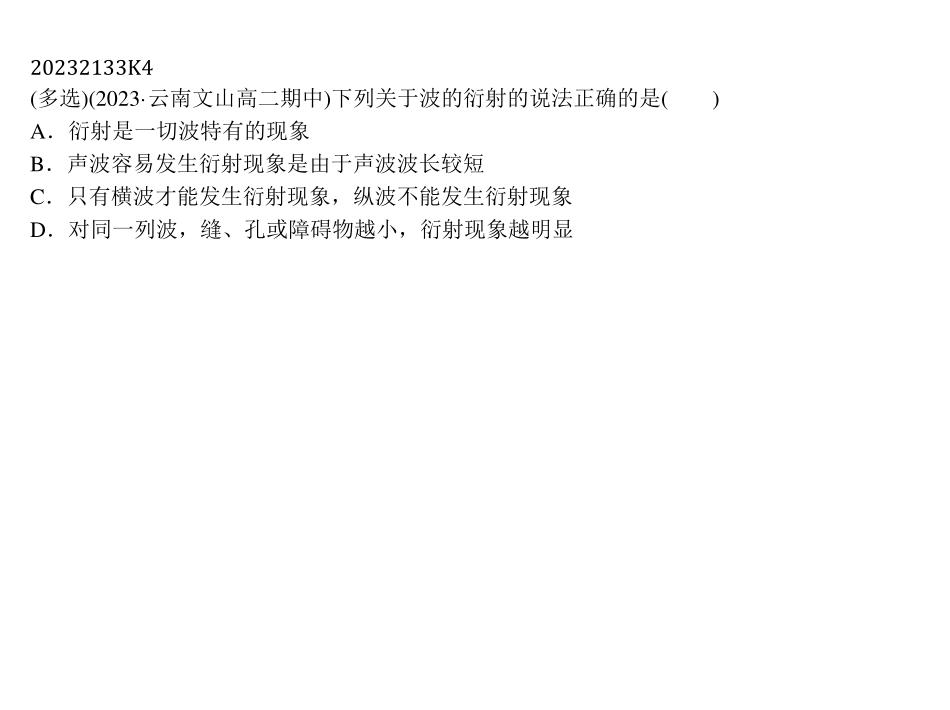 20232133K4
(多选)(2023·云南文山高二期中)下列关于波的衍射的说法正确的是(　　)
A．衍射是一切波特有的现象
B．声波容易发生衍射现象是由于声波波长较短
C．只有横波才能发生衍射现象，纵波不能发生衍射现象
D．对同一列波，缝、孔或障碍物越小，衍射现象越明显